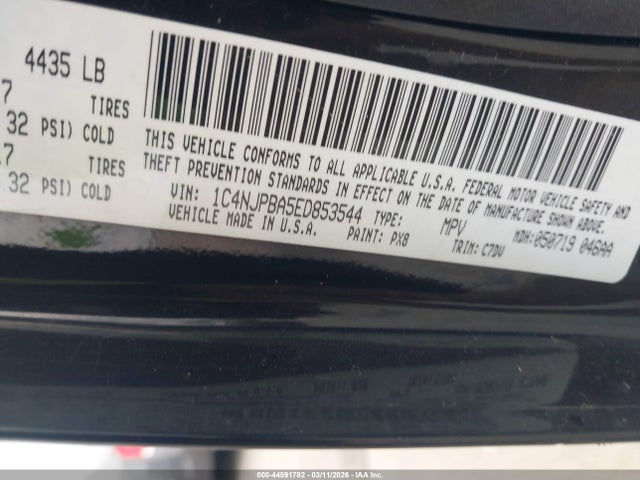 4435 LB
7 TIRES
32 PSI) COLD
.7 TIRES
32 PSI) COLD
THIS VEHICLE CONFORMS TO ALL APPLICABLE U.S.A. FEDERAL MOTOR VEHICLE SAFETY AND
THEFT PREVENTION STANDARDS IN EFFECT ON THE DATE OF MANUFACTURE SHOWN ABOVE.
VIN: 1C4NJPBA5ED853544 TYPE: MPV MDH:050719 048AA
VEHICLE MADE IN U.S.A. PAINT: PX8 TRIM: C7DV
000-44591782 - 03/11/2026 - IAA Inc.